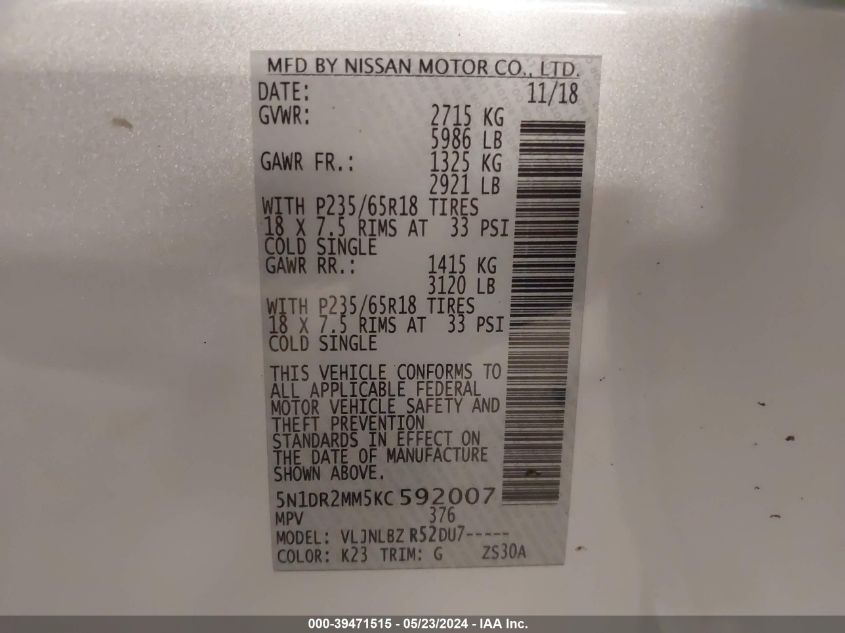 MFD BY NISSAN MOTOR CO., LTD.
DATE: 11/18
GVWR: 2715 KG
5986 LB
GAWR FR.: 1325 KG
2921 LB
WITH P235/65R18 TIRES
18 X 7.5 RIMS AT 33 PSI
COLD SINGLE
GAWR RR.: 1415 KG
3120 LB
WITH P235/65R18 TIRES
18 X 7.5 RIMS AT 33 PSI
COLD SINGLE
THIS VEHICLE CONFORMS TO
ALL APPLICABLE FEDERAL
MOTOR VEHICLE SAFETY AND
THEFT PREVENTION
STANDARDS IN EFFECT ON
THE DATE OF MANUFACTURE
SHOWN ABOVE.
5N1DR2MM5KC592007
MPV 376
MODEL: VLJNLBZ R52DU7-----
COLOR: K23 TRIM: G ZS30A
000-39471515 - 05/23/2024 - IAA Inc.